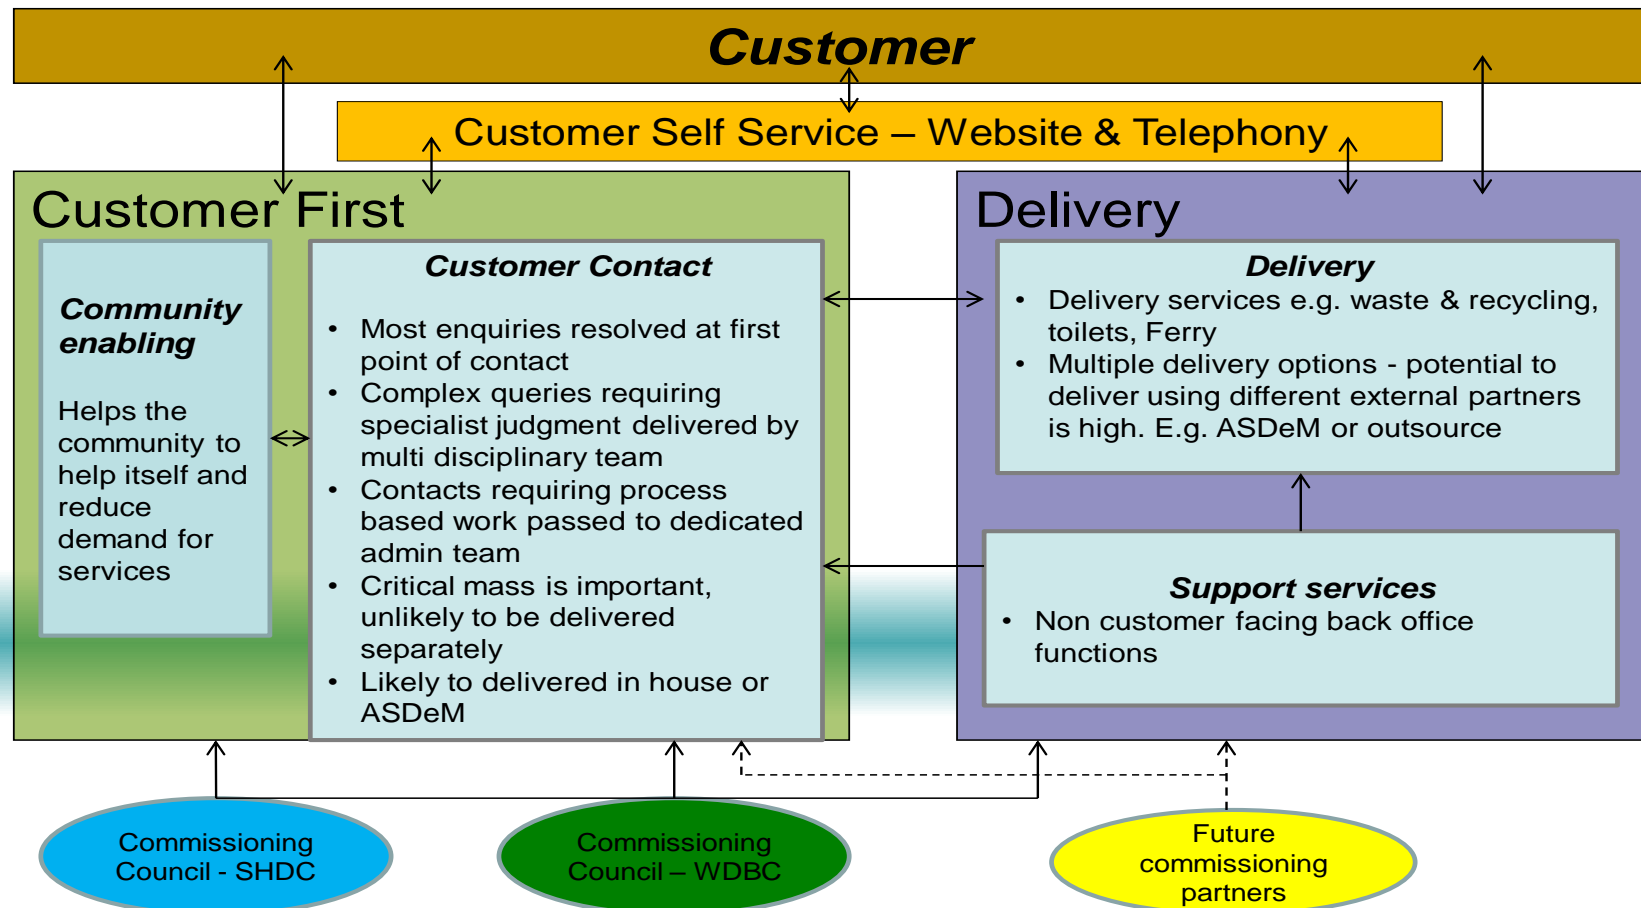 Customer
Customer Self Service – Website & Telephony
Customer First
Community
enabling
Helps the
community to
help itself and
reduce
demand for
services
Customer Contact
• Most enquiries resolved at first
point of contact
• Complex queries requiring
specialist judgment delivered by
multi disciplinary team
• Contacts requiring process
based work passed to dedicated
admin team
• Critical mass is important,
unlikely to be delivered
separately
• Likely to delivered in house or
ASDeM
Delivery
Delivery
• Delivery services e.g. waste & recycling,
toilets, Ferry
• Multiple delivery options - potential to
deliver using different external partners
is high. E.g. ASDeM or outsource
Support services
• Non customer facing back office
functions
Commissioning
Council - SHDC
Commissioning
Council – WDBC
Future
commissioning
partners